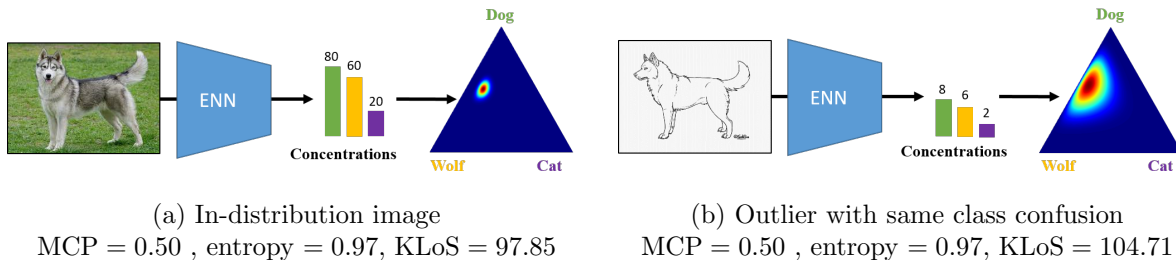 Dog
80
60
20
ENN
Concentrations
Wolf
Cat
(a) In-distribution image
MCP = 0.50 , entropy = 0.97, KLoS = 97.85
Dog
8
6
2
ENN
Concentrations
Wolf
Cat
(b) Outlier with same class confusion
MCP = 0.50 , entropy = 0.97, KLoS = 104.71